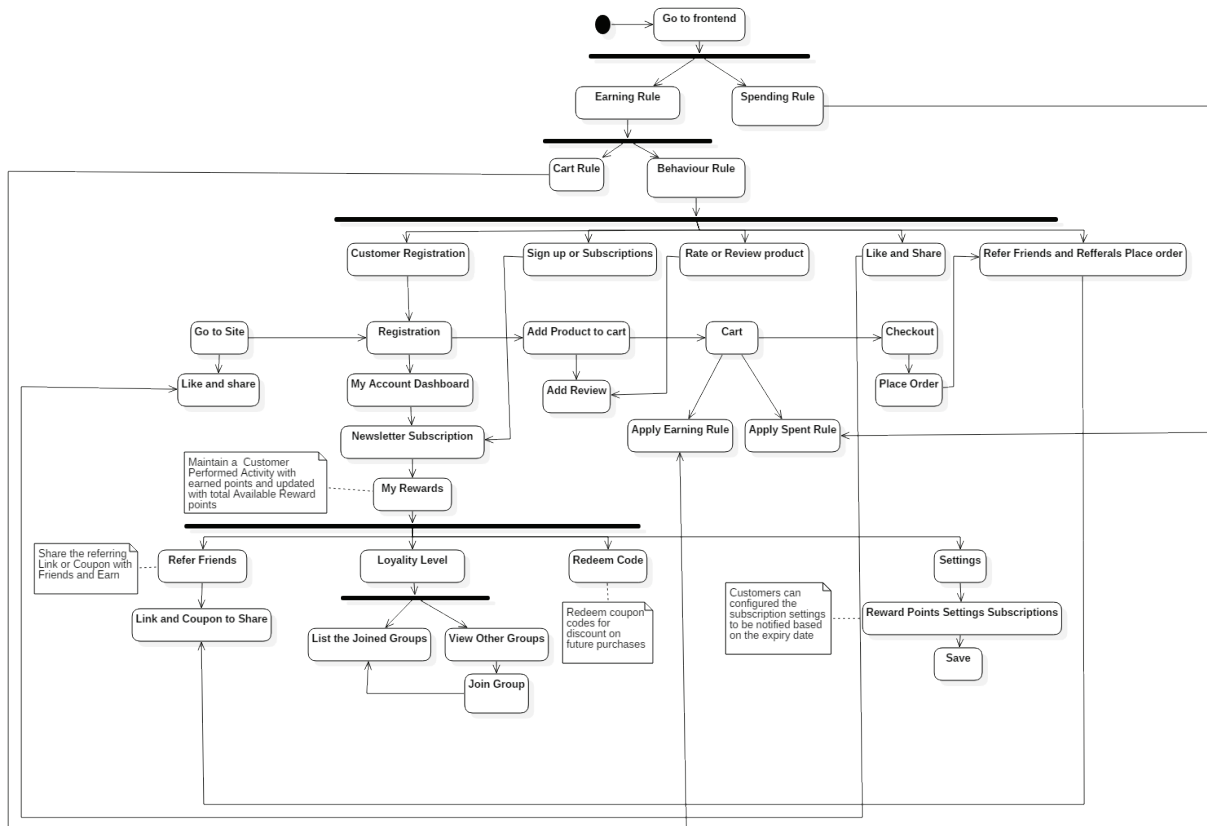 Go to frontend
Earning Rule
Spending Rule
Cart Rule
Behaviour Rule
Customer Registration
Sign up or Subscriptions
Rate or Review product
Like and Share
Refer Friends and Refferals Place order
Go to Site
Registration
Add Product to cart
Cart
Checkout
Like and share
My Account Dashboard
Add Review
Place Order
Newsletter Subscription
Apply Earning Rule
Apply Spent Rule
Maintain a Customer
Performed Activity with
earned points and updated
with total Available Reward
points
My Rewards
Share the referring
Link or Coupon with
Friends and Earn
Refer Friends
Loyality Level
Redeem Code
Settings
Link and Coupon to Share
List the Joined Groups
View Other Groups
Redeem coupon
codes for
discount on
future purchases
Customers can
configured the
subscription settings
to be notified based
on the expiry date
Reward Points Settings Subscriptions
Save
Join Group